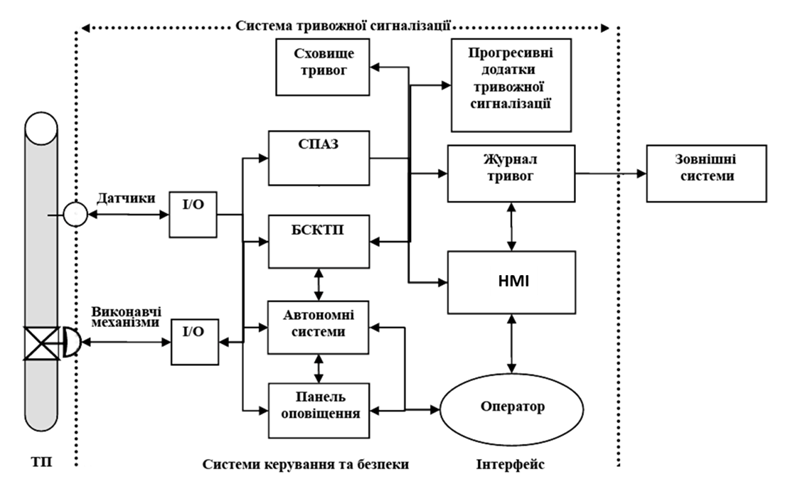 Система тривожної сигналізації
Сховище
тривог
Прогресивні
додатки
тривожної
сигналізації
СПАЗ
Журнал
тривог
Зовнішні
системи
Датчики
I/O
БСКТП
HMI
Виконавчі
механізми
I/O
Автономні
системи
Панель
оповіщення
Оператор
ТП
Системи керування та безпеки
Інтерфейс